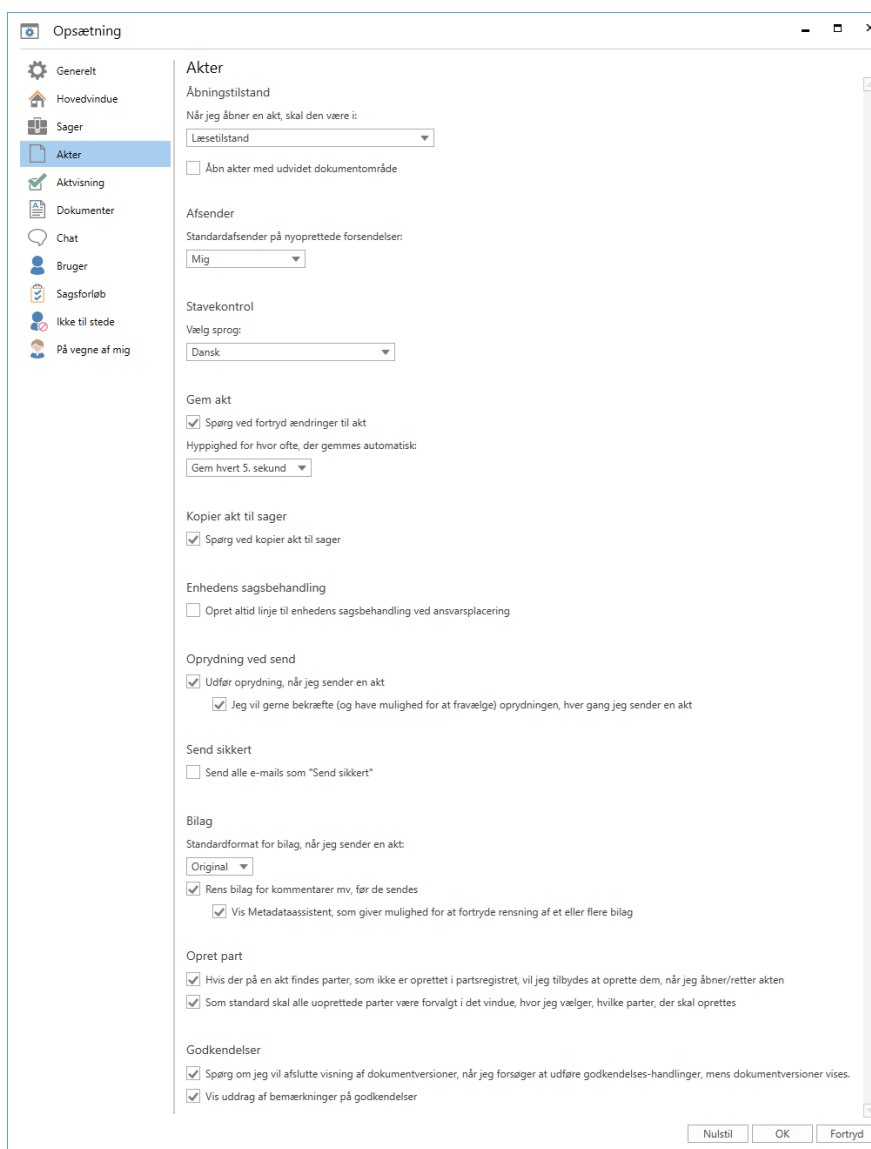 Opsætning
Generelt
Hovedvindue
Sager
Akter
Aktvisning
Dokumenter
Chat
Bruger
Sagsforløb
Ikke til stede
På vegne af mig
Akter
Åbningstilstand
Når jeg åbner en akt, skal den være i:
Læsetilstand
Åbn akter med udvidet dokumentområde
Afsender
Standardafsender på nyoprettede forsendelser:
Mig
Stavekontrol
Vælg sprog:
Dansk
Gem akt
Spørg ved fortryd ændringer til akt
Hyppighed for hvor ofte, der gemmes automatisk:
Gem hvert 5. sekund
Kopier akt til sager
Spørg ved kopier akt til sager
Enhedens sagsbehandling
Opret altid linje til enhedens sagsbehandling ved ansvarsplacering
Oprydning ved send
Udfør oprydning, når jeg sender en akt
Jeg vil gerne bekræfte (og have mulighed for at fravælge) oprydningen, hver gang jeg sender en akt
Send sikkert
Send alle e-mails som "Send sikkert"
Bilag
Standardformat for bilag, når jeg sender en akt:
Original
Rens bilag for kommentarer mv, før de sendes
Vis Metadataassistent, som giver mulighed for at fortryde rensning af et eller flere bilag
Opret part
Hvis der på en akt findes parter, som ikke er oprettet i partsregistret, vil jeg tilbydes at oprette dem, når jeg åbner/retter akten
Som standard skal alle uoprettede parter være forvalgt i det vindue, hvor jeg vælger, hvilke parter, der skal oprettes
Godkendelser
Spørg om jeg vil afslutte visning af dokumentversioner, når jeg forsøger at udføre godkendelses-handlinger, mens dokumentversioner vises.
Vis uddrag af bemærkninger på godkendelser
Nulstil
OK
Fortryd